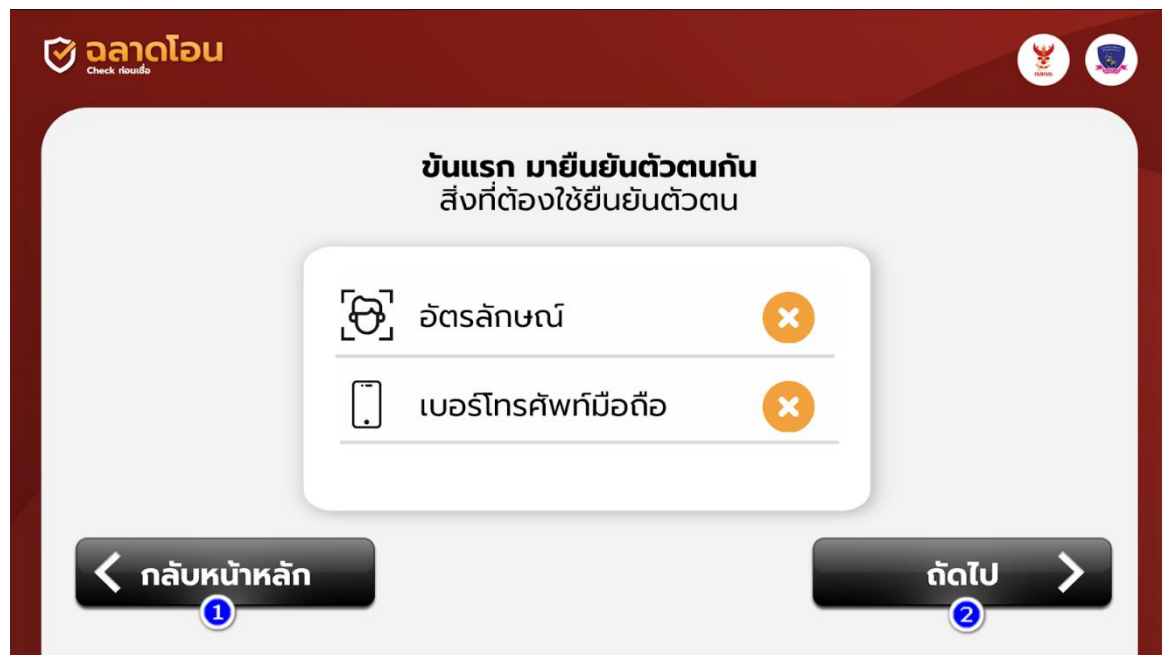 ฉลาดโอน
Check ก่อนเชื่อ
กสทช.
ขั้นแรก มายืนยันตัวตนกัน
สิ่งที่ต้องใช้ยืนยันตัวตน
อัตรลักษณ์
เบอร์โทรศัพท์มือถือ
กลับหน้าหลัก
ถัดไป
1
2